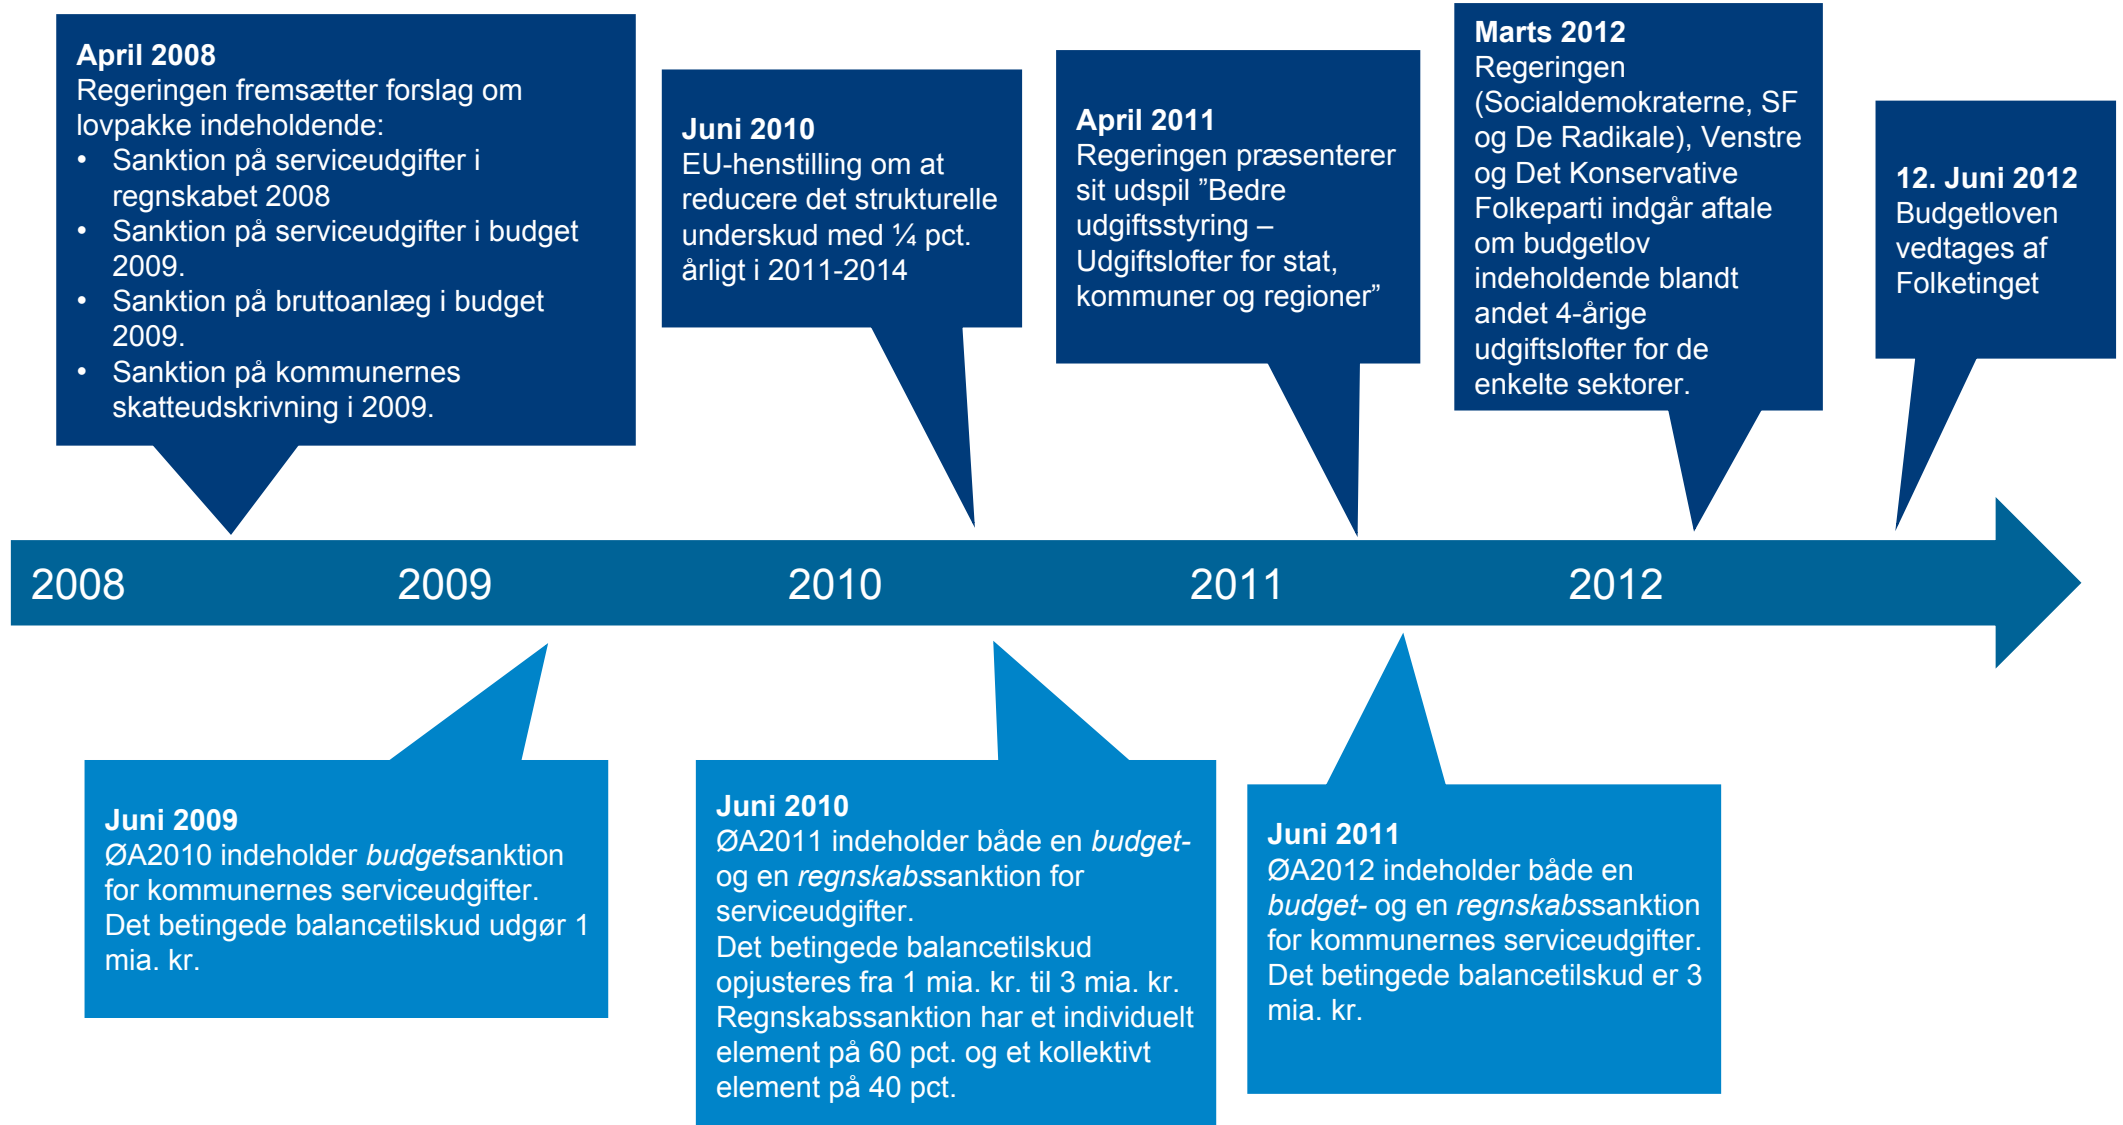 April 2008
Regeringen fremsætter forslag om
lovpakke indeholdende:
• Sanktion på serviceudgifter i
regnskabet 2008
• Sanktion på serviceudgifter i budget
2009.
• Sanktion på bruttoanlæg i budget
2009.
• Sanktion på kommunernes
skatteudskrivning i 2009.
Juni 2010
EU-henstilling om at
reducere det strukturelle
underskud med ¼ pct.
årligt i 2011-2014
April 2011
Regeringen præsenterer
sit udspil ”Bedre
udgiftsstyring –
Udgiftslofter for stat,
kommuner og regioner”
Marts 2012
Regeringen
(Socialdemokraterne, SF
og De Radikale), Venstre
og Det Konservative
Folkeparti indgår aftale
om budgetlov
indeholdende blandt
andet 4-årige
udgiftslofter for de
enkelte sektorer.
12. Juni 2012
Budgetloven
vedtages af
Folketinget
2008 2009 2010 2011 2012
Juni 2009
ØA2010 indeholder budgetsanktion
for kommunernes serviceudgifter.
Det betingede balancetilskud udgør 1
mia. kr.
Juni 2010
ØA2011 indeholder både en budget-
og en regnskabssanktion for
serviceudgifter.
Det betingede balancetilskud
opjusteres fra 1 mia. kr. til 3 mia. kr.
Regnskabssanktion har et individuelt
element på 60 pct. og et kollektivt
element på 40 pct.
Juni 2011
ØA2012 indeholder både en
budget- og en regnskabssanktion
for kommunernes serviceudgifter.
Det betingede balancetilskud er 3
mia. kr.